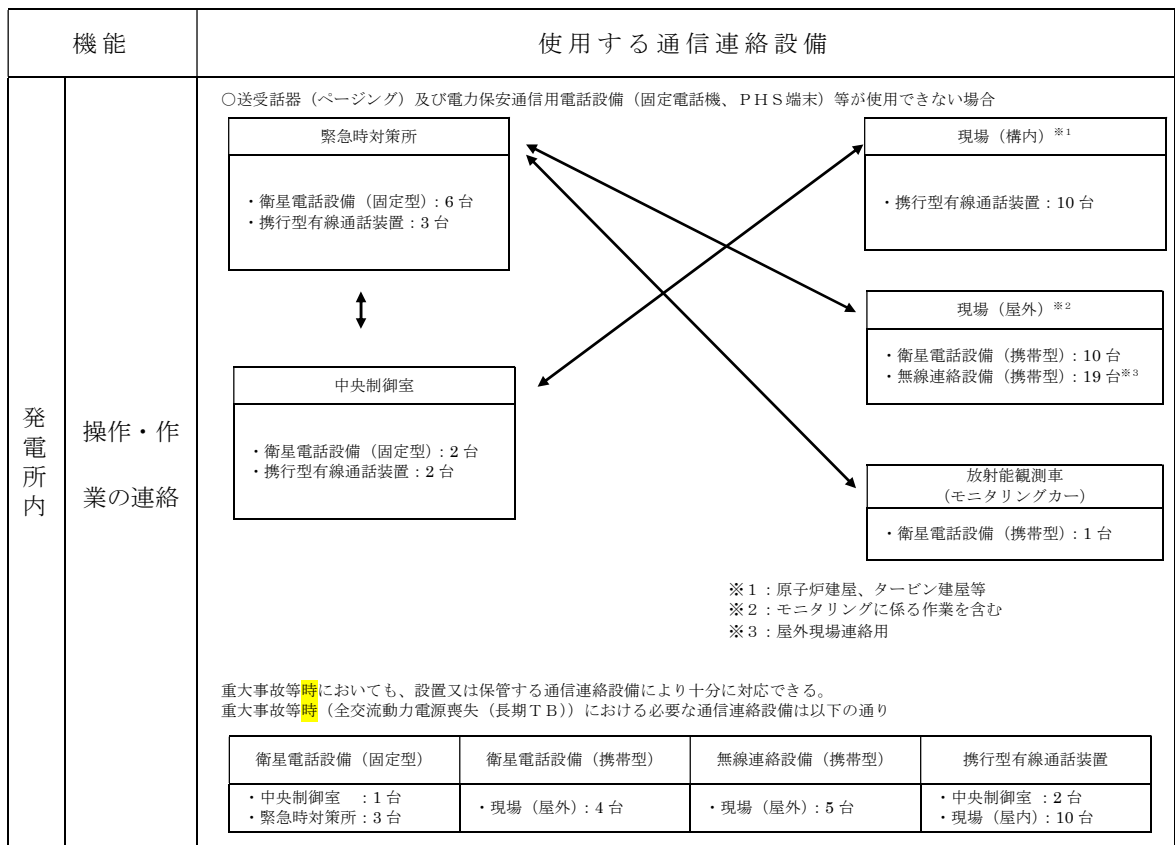 機能
使用する通信連絡設備
発電所内
操作・作
業の連絡
○送受話器（ページング）及び電力保安通信用電話設備（固定電話機、ＰＨＳ端末）等が使用できない場合
緊急時対策所
・衛星電話設備（固定型）: 6 台
・携行型有線通話装置 : 3 台
現場（構内）※1
・携行型有線通話装置 : 10 台
現場（屋外）※2
・衛星電話設備（携帯型）: 10 台
・無線連絡設備（携帯型）: 19 台※3
中央制御室
・衛星電話設備（固定型）: 2 台
・携行型有線通話装置 : 2 台
放射能観測車
(モニタリングカー)
・衛星電話設備（携帯型）: 1 台
※１：原子炉建屋、タービン建屋等
※２：モニタリングに係る作業を含む
※３：屋外現場連絡用
重大事故等時においても、設置又は保管する通信連絡設備により十分に対応できる。
重大事故等時（全交流動力電源喪失（長期ＴＢ））における必要な通信連絡設備は以下の通り
衛星電話設備（固定型）
衛星電話設備（携帯型）
無線連絡設備（携帯型）
携行型有線通話装置
・中央制御室　: 1 台
・緊急時対策所 : 3 台
・現場（屋外）: 4 台
・現場（屋外）: 5 台
・中央制御室 : 2 台
・現場（屋内）: 10 台